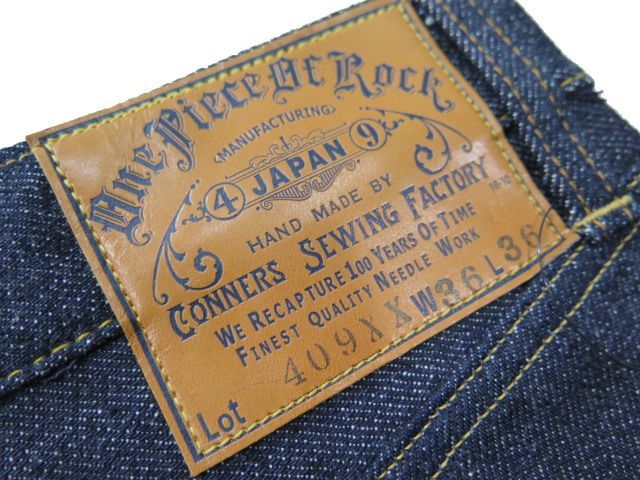 One Piece Of Rock
<MANUFACTURING>
4 JAPAN 9
HAND MADE BY
CONNERS SEWING FACTORY
WE RECAPTURE 100 YEARS OF TIME
FINEST QUALITY NEEDLE WORK
Lot 409XX W36 L36